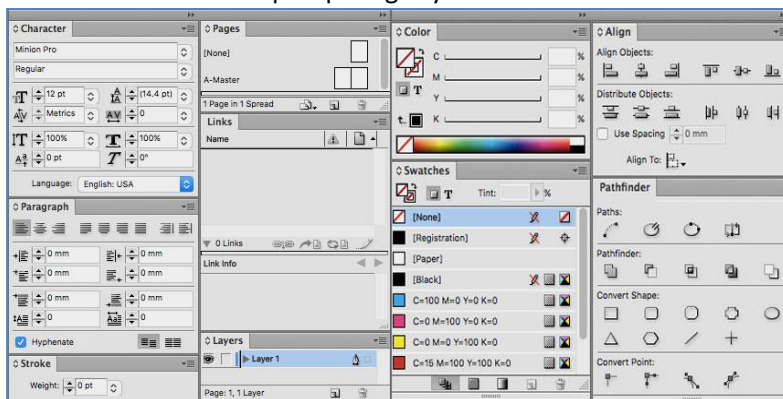 Character
Minion Pro
Regular
12 pt
(14.4 pt)
Metrics
0
100%
100%
0 pt
0°
Language: English: USA
Paragraph
0 mm
0 mm
0 mm
0 mm
0 mm
0 mm
0
0
Hyphenate
Stroke
Weight: 0 pt
Pages
[None]
A-Master
1 Page in 1 Spread
Links
Name
0 Links
Link Info
Layers
Layer 1
Page: 1, 1 Layer
Color
C %
M %
T
Y %
K %
Swatches
T Tint: %
[None]
[Registration]
[Paper]
[Black]
C=100 M=0 Y=0 K=0
C=0 M=100 Y=0 K=0
C=0 M=0 Y=100 K=0
C=15 M=100 Y=100 K=0
Align
Align Objects:
Distribute Objects:
Use Spacing 0 mm
Align To:
Pathfinder
Paths:
Pathfinder:
Convert Shape:
Convert Point: